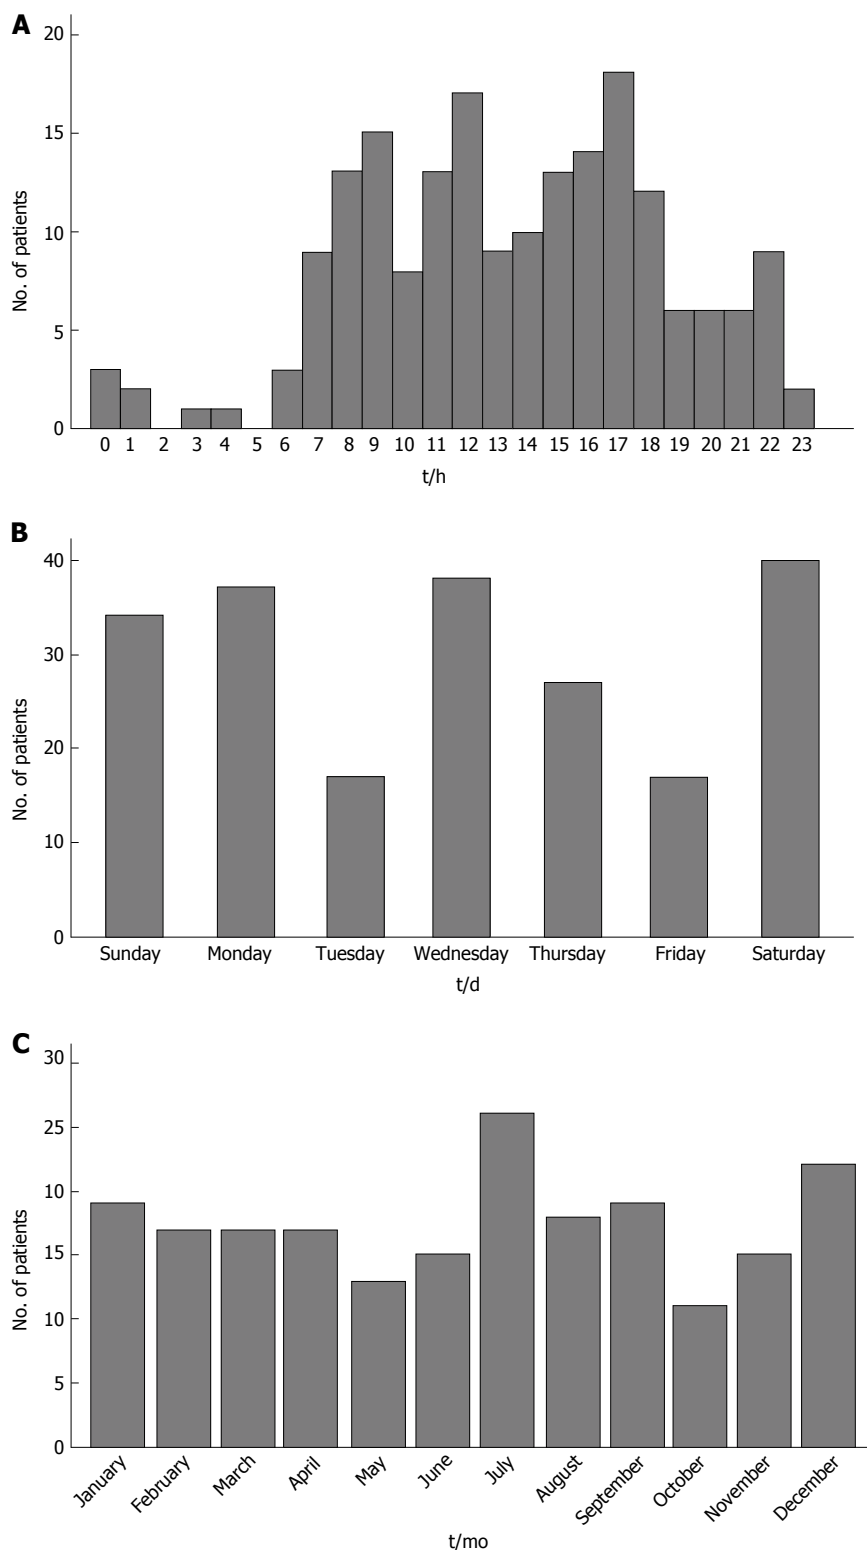 A
20
15
10
5
0
No. of patients
0 1 2 3 4 5 6 7 8 9 10 11 12 13 14 15 16 17 18 19 20 21 22 23
t/h
B
40
30
20
10
0
No. of patients
Sunday Monday Tuesday Wednesday Thursday Friday Saturday
t/d
C
30
25
10
15
10
5
0
No. of patients
January February March April May June July August September October November December
t/mo